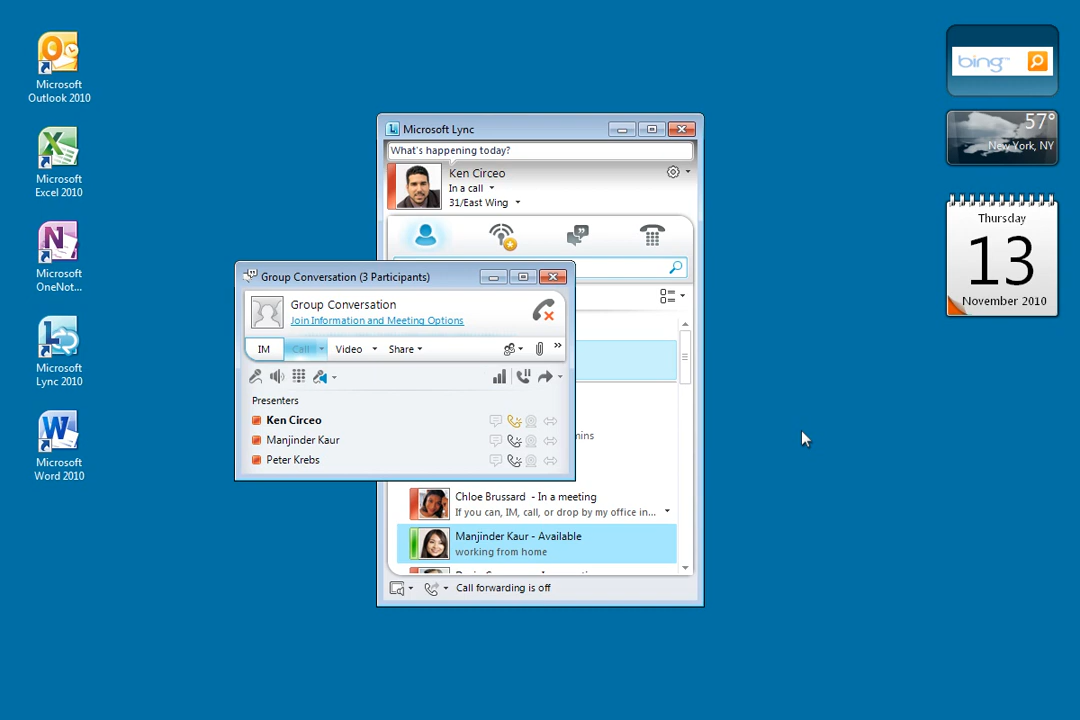 Microsoft
Outlook 2010
Microsoft
Excel 2010
Microsoft
OneNot...
Microsoft
Lync 2010
Microsoft
Word 2010
Microsoft Lync
What's happening today?
Ken Circeo
In a call
31/East Wing
Group Conversation (3 Participants)
Group Conversation
Join Information and Meeting Options
IM
Call
Video
Share
Presenters
Ken Circeo
Manjinder Kaur
Peter Krebs
mins
Chloe Brussard - In a meeting
If you can, IM, call, or drop by my office in...
Manjinder Kaur - Available
working from home
Call forwarding is off
bing
57°
New York, NY
Thursday
13
November 2010